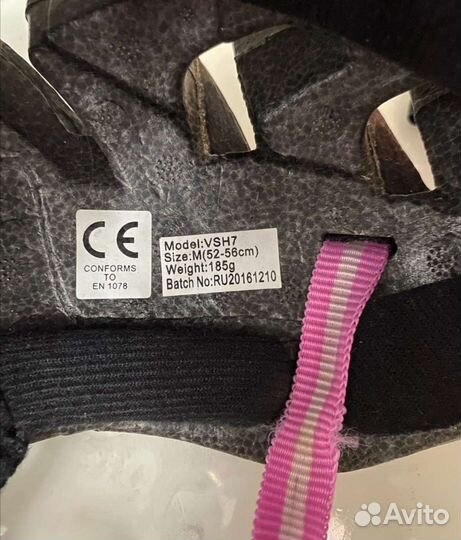 CE
CONFORMS
TO
EN 1078
Model:VSH7
Size:M(52-56cm)
Weight:185g
Batch No:RU20161210
Avito